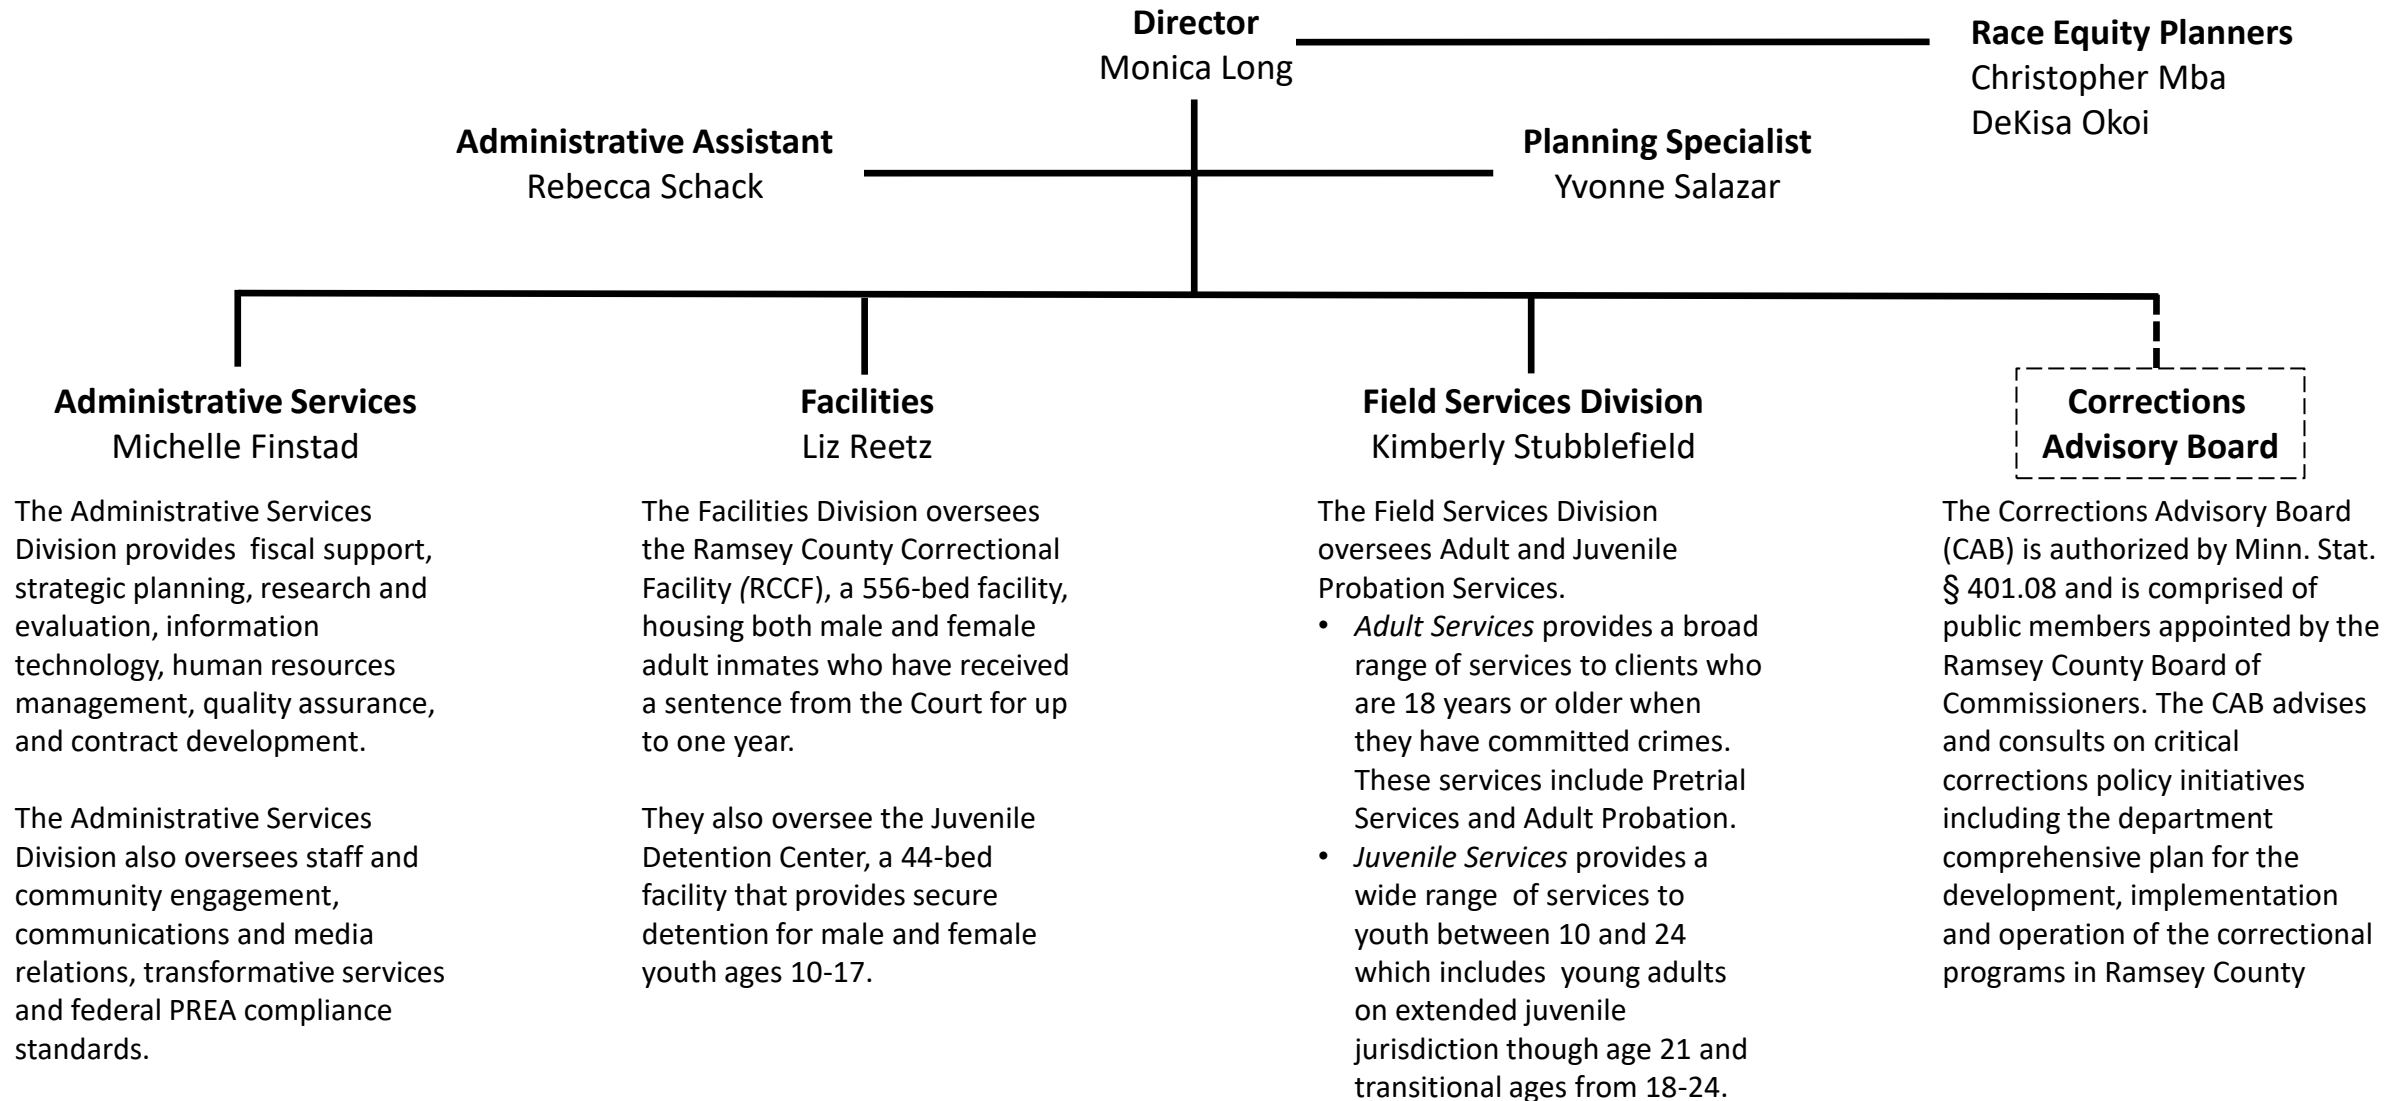 Director
Monica Long
Race Equity Planners
Christopher Mba
DeKisa Okoi
Administrative Assistant
Rebecca Schack
Planning Specialist
Yvonne Salazar
Administrative Services
Michelle Finstad
The Administrative Services
Division provides  fiscal support,
strategic planning, research and
evaluation, information
technology, human resources
management, quality assurance,
and contract development.
The Administrative Services
Division also oversees staff and
community engagement,
communications and media
relations, transformative services
and federal PREA compliance
standards.
Facilities
Liz Reetz
The Facilities Division oversees
the Ramsey County Correctional
Facility (RCCF), a 556-bed facility,
housing both male and female
adult inmates who have received
a sentence from the Court for up
to one year.
They also oversee the Juvenile
Detention Center, a 44-bed
facility that provides secure
detention for male and female
youth ages 10-17.
Field Services Division
Kimberly Stubblefield
The Field Services Division
oversees Adult and Juvenile
Probation Services.
• Adult Services provides a broad
range of services to clients who
are 18 years or older when
they have committed crimes.
These services include Pretrial
Services and Adult Probation.
• Juvenile Services provides a
wide range  of services to
youth between 10 and 24
which includes  young adults
on extended juvenile
jurisdiction though age 21 and
transitional ages from 18-24.
Corrections
Advisory Board
The Corrections Advisory Board
(CAB) is authorized by Minn. Stat.
§ 401.08 and is comprised of
public members appointed by the
Ramsey County Board of
Commissioners. The CAB advises
and consults on critical
corrections policy initiatives
including the department
comprehensive plan for the
development, implementation
and operation of the correctional
programs in Ramsey County